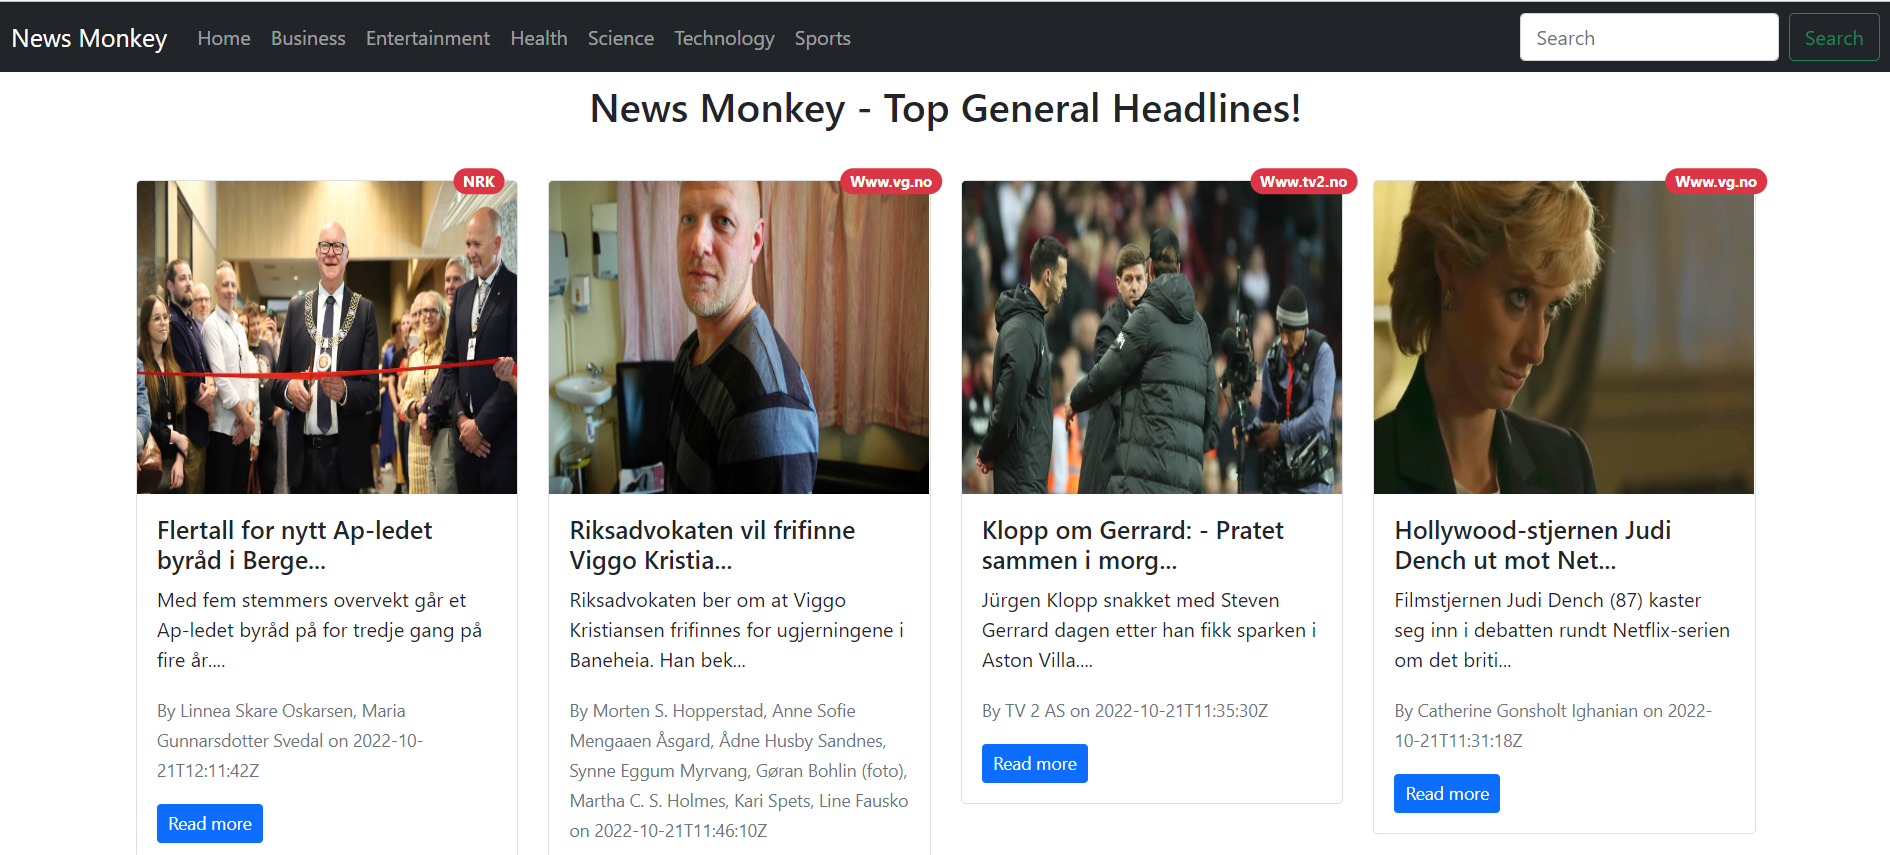 News Monkey Home Business Entertainment Health Science Technology Sports Search Search
News Monkey - Top General Headlines!
NRK
Flertall for nytt Ap-ledet
byråd i Berge...
Med fem stemmers overvekt går et
Ap-ledet byråd på for tredje gang på
fire år....
By Linnea Skare Oskarsen, Maria
Gunnarsdotter Svedal on 2022-10-
21T12:11:42Z
Read more
Www.vg.no
Riksadvokaten vil frifinne
Viggo Kristia...
Riksadvokaten ber om at Viggo
Kristiansen frifinnes for ugjerningene i
Baneheia. Han bek...
By Morten S. Hopperstad, Anne Sofie
Mengaaen Åsgard, Ådne Husby Sandnes,
Synne Eggum Myrvang, Gøran Bohlin (foto),
Martha C. S. Holmes, Kari Spets, Line Fausko
on 2022-10-21T11:46:10Z
Www.tv2.no
Klopp om Gerrard: - Pratet
sammen i morg...
Jürgen Klopp snakket med Steven
Gerrard dagen etter han fikk sparken i
Aston Villa....
By TV 2 AS on 2022-10-21T11:35:30Z
Read more
Www.vg.no
Hollywood-stjernen Judi
Dench ut mot Net...
Filmstjernen Judi Dench (87) kaster
seg inn i debatten rundt Netflix-serien
om det briti...
By Catherine Gonsholt Ighanian on 2022-
10-21T11:31:18Z
Read more